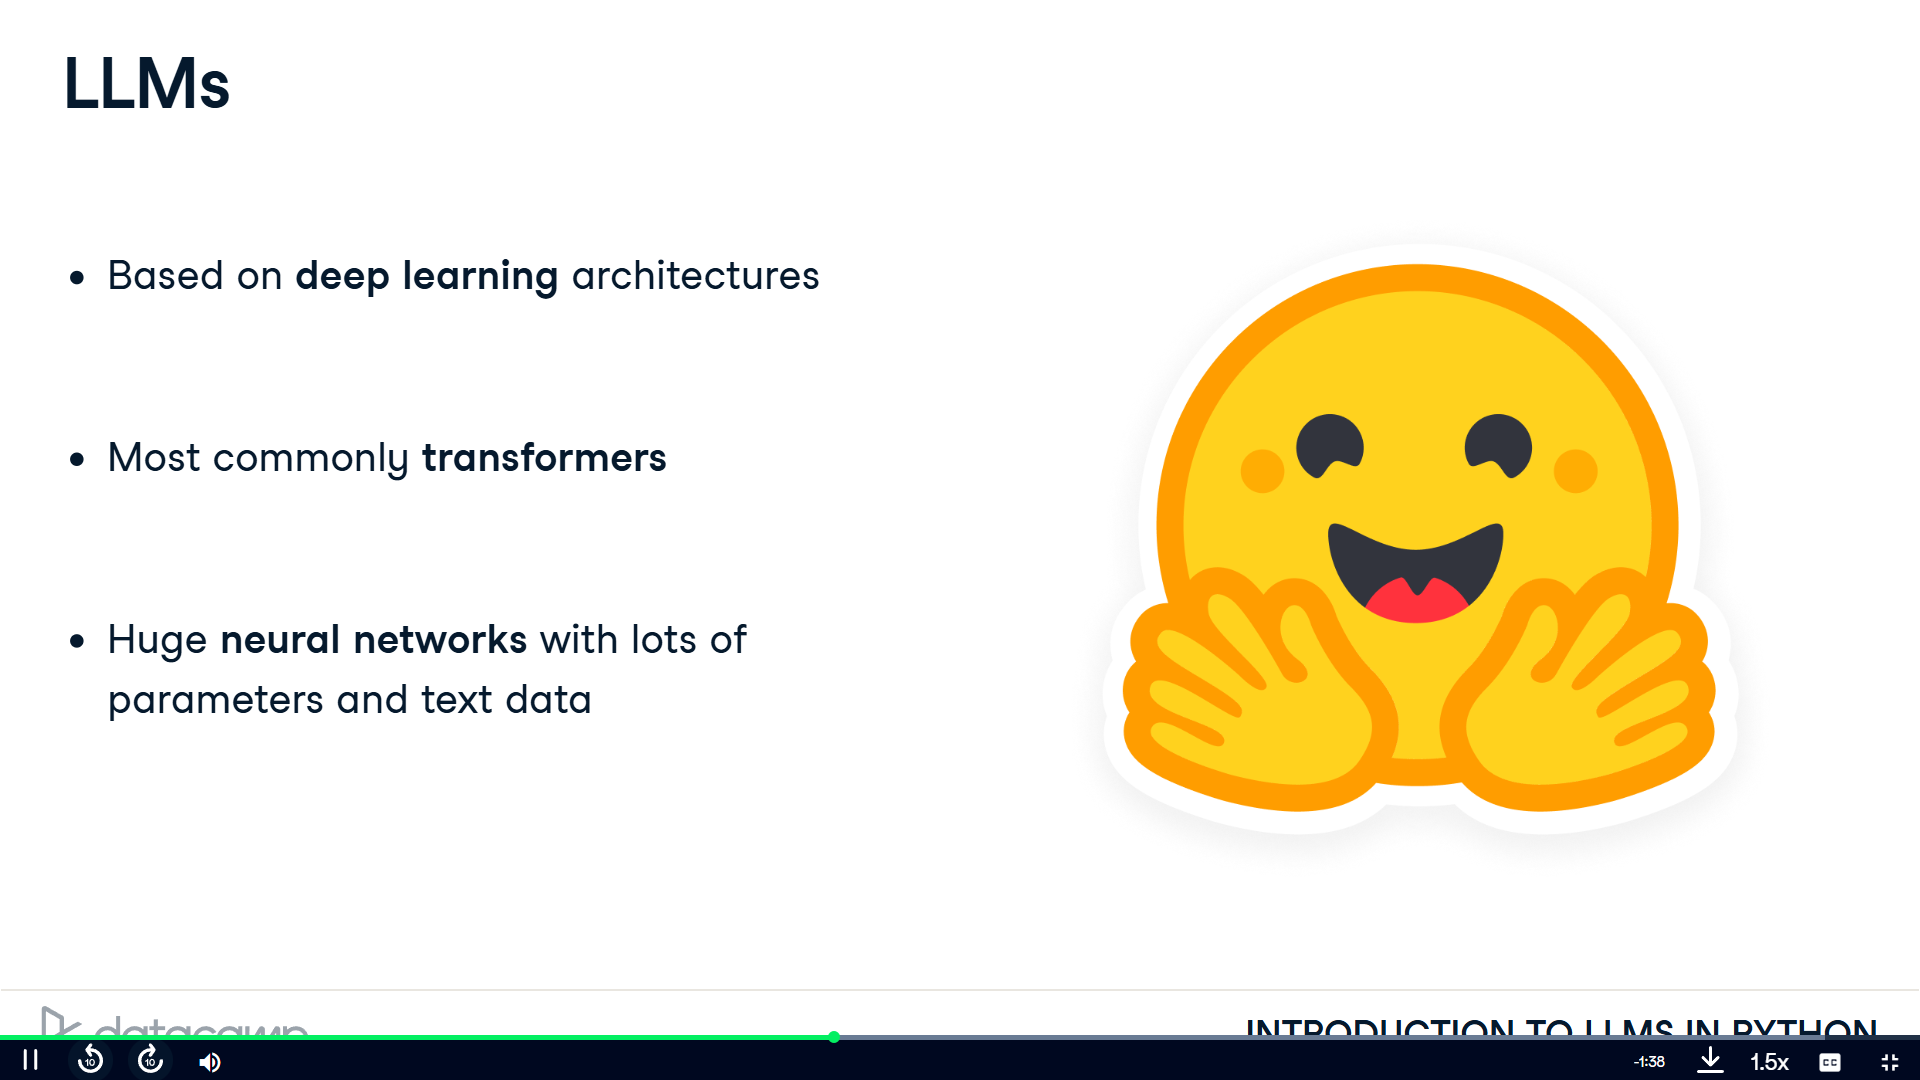 LLMs
• Based on deep learning architectures
• Most commonly transformers
• Huge neural networks with lots of
parameters and text data
datacamp
INTRODUCTION TO LLMS IN PYTHON
10
10
-1:38
1.5x
CC